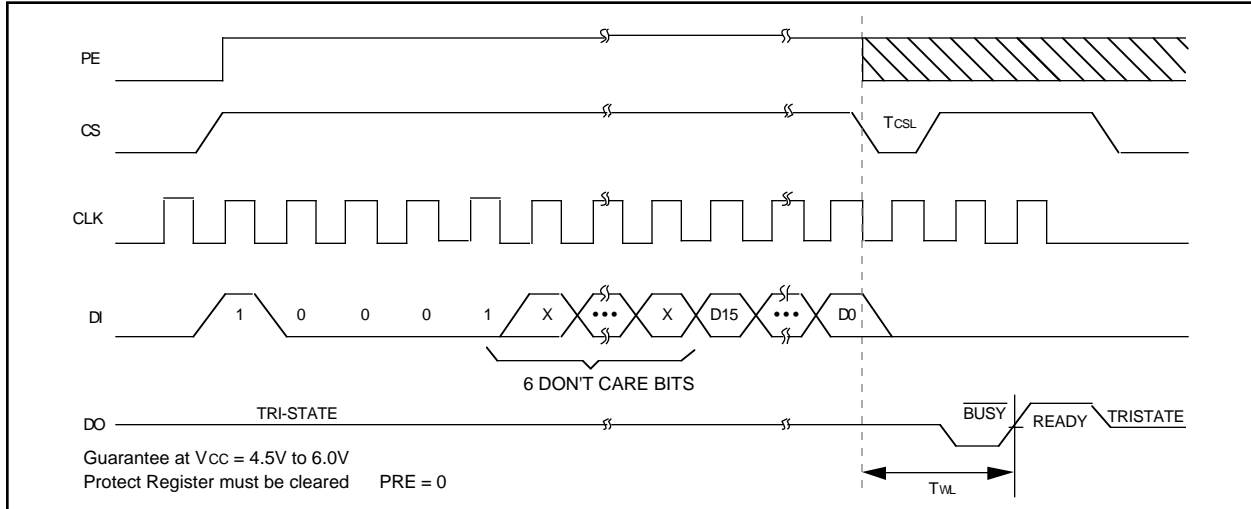 PE
CS
TCSL
CLK
DI
1 0 0 0 1 X ••• X D15 ••• D0
6 DON'T CARE BITS
DO
TRI-STATE
BUSY
READY
TRISTATE
Guarantee at VCC = 4.5V to 6.0V
Protect Register must be cleared PRE = 0
TWL